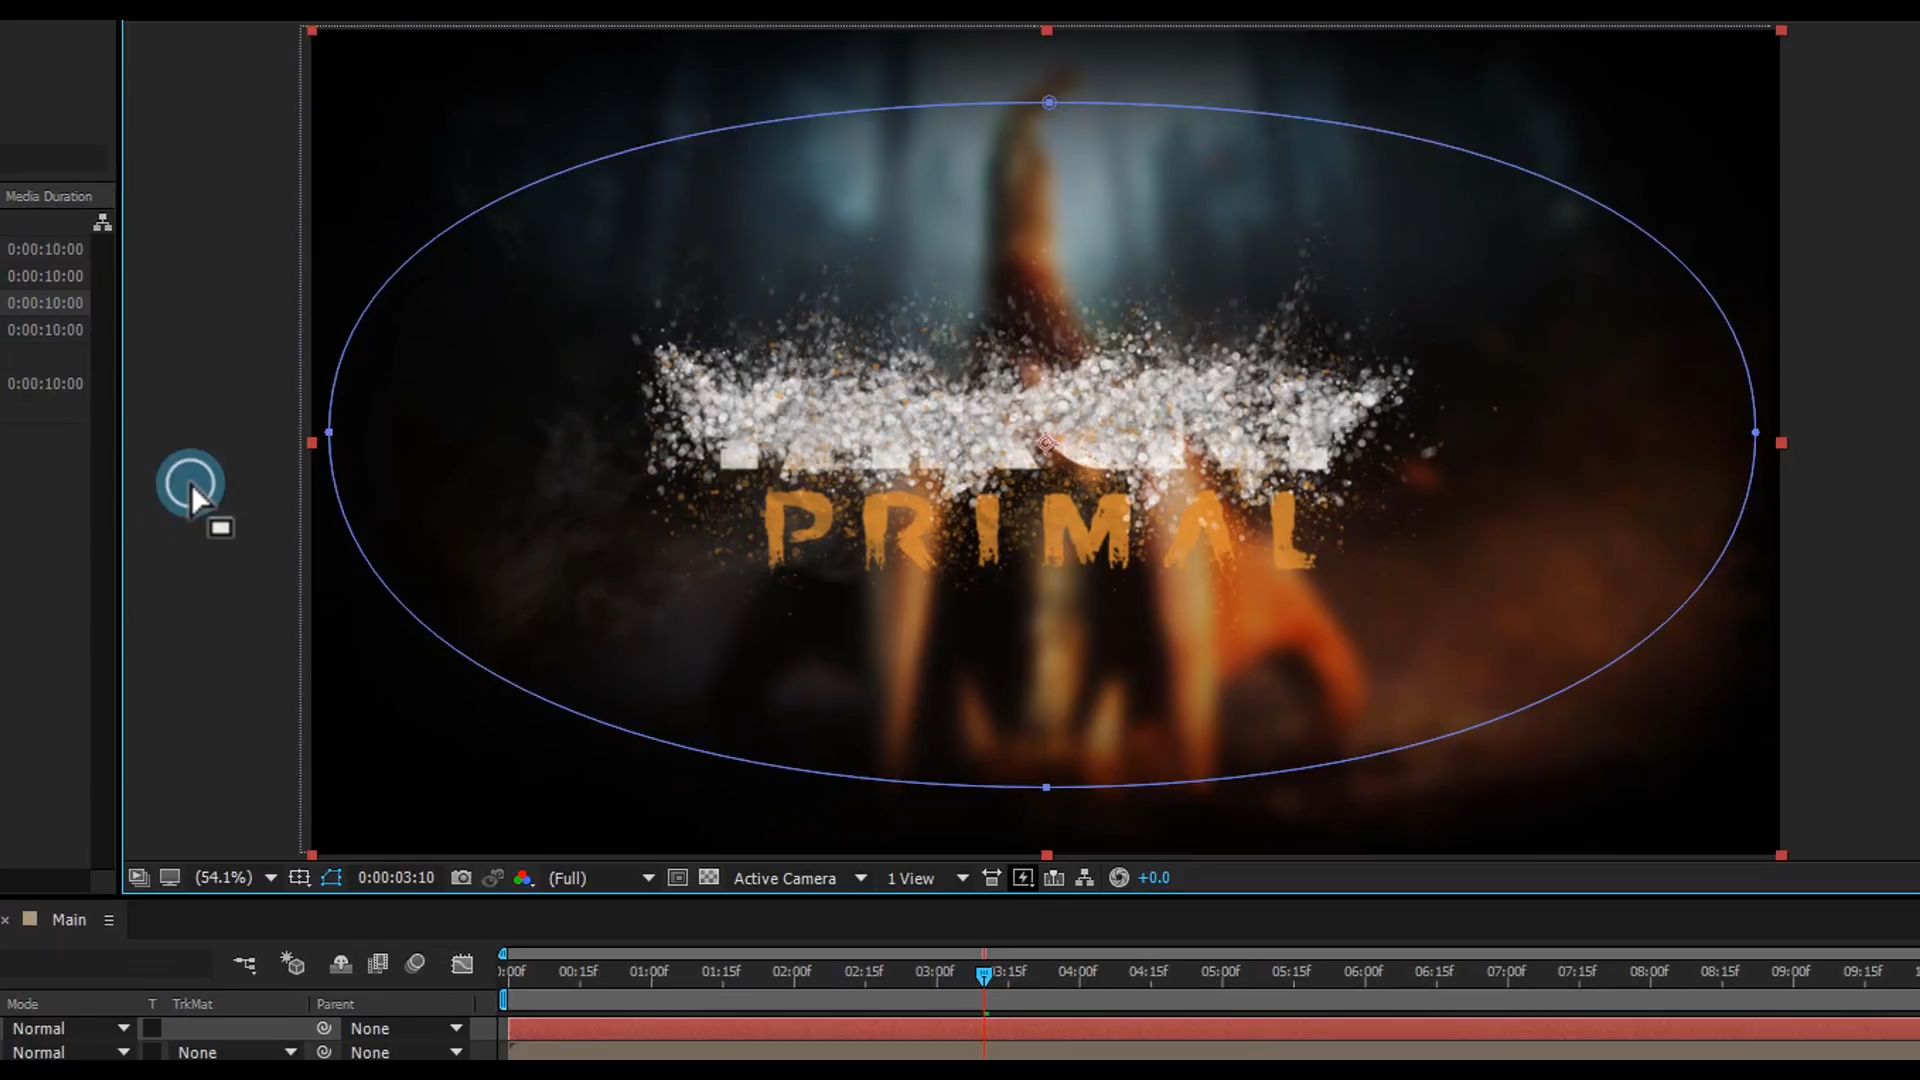 Media Duration
0:00:10:00
0:00:10:00
0:00:10:00
0:00:10:00
0:00:10:00
PRIMAL
(54.1%)
0:00:03:10
(Full)
Active Camera
1 View
+0.0
× Main
:00f 00:15f 01:00f 01:15f 02:00f 02:15f 03:00f 03:15f 04:00f 04:15f 05:00f 05:15f 06:00f 06:15f 07:00f 07:15f 08:00f 08:15f 09:00f 09:15f
Mode T TrkMat Parent
Normal None
Normal None None